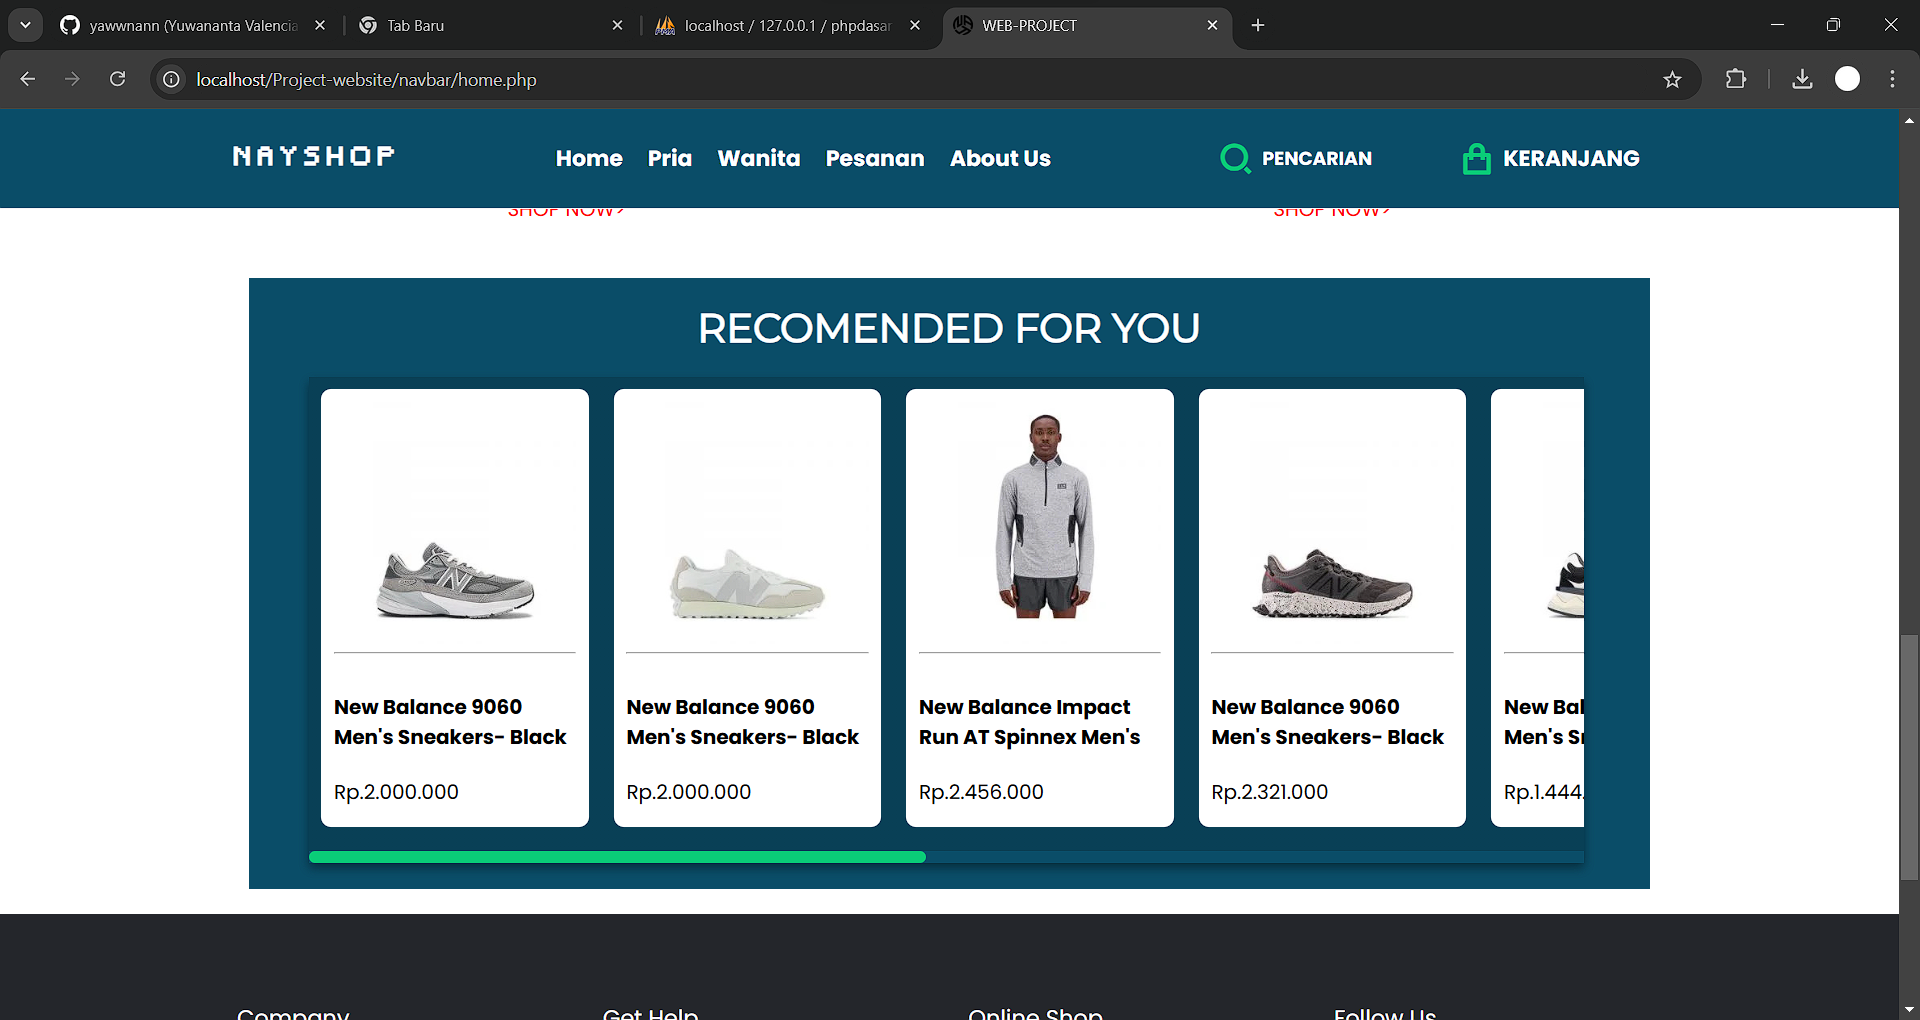 yawwnann (Yuwananta Valencia
Tab Baru
localhost / 127.0.0.1 / phpdasar
WEB-PROJECT
localhost/Project-website/navbar/home.php
NAYSHOP
Home
Pria
Wanita
Pesanan
About Us
PENCARIAN
KERANJANG
SHOP NOW>
SHOP NOW>
RECOMENDED FOR YOU
New Balance 9060
Men's Sneakers- Black
Rp.2.000.000
New Balance 9060
Men's Sneakers- Black
Rp.2.000.000
New Balance Impact
Run AT Spinnex Men's
Rp.2.456.000
New Balance 9060
Men's Sneakers- Black
Rp.2.321.000
New Bal
Men's Sn
Rp.1.444.
Company
Get Help
Online Shop
Follow Us